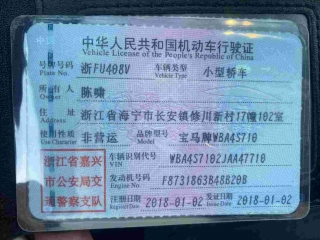 中华人民共和国机动车行驶证
Vehicle License of the People's Republic of China
号牌号码 浙FU408V 车辆类型 小型轿车
Plate No. Vehicle Type
所有人 陈啸
Owner
住址 浙江省海宁市长安镇修川新村17幢102室
Address
使用性质 非营运 品牌型号 宝马牌WBA4S710
Use Character Model
浙江省嘉兴市公安局交通警察支队
车辆识别代号 WBA4S7102JAA47710
VIN
发动机号码 F8731863B48B20B
Engine No.
注册日期 2018-01-02 发证日期 2018-01-02
Register Date Issue Date